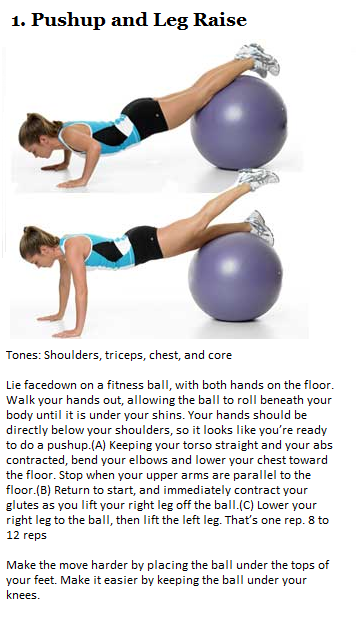 1. Pushup and Leg Raise
Tones: Shoulders, triceps, chest, and core
Lie facedown on a fitness ball, with both hands on the floor.
Walk your hands out, allowing the ball to roll beneath your
body until it is under your shins. Your hands should be
directly below your shoulders, so it looks like you're ready
to do a pushup.(A) Keeping your torso straight and your abs
contracted, bend your elbows and lower your chest toward
the floor. Stop when your upper arms are parallel to the
floor.(B) Return to start, and immediately contract your
glutes as you lift your right leg off the ball.(C) Lower your
right leg to the ball, then lift the left leg. That's one rep. 8 to
12 reps
Make the move harder by placing the ball under the tops of
your feet. Make it easier by keeping the ball under your
knees.